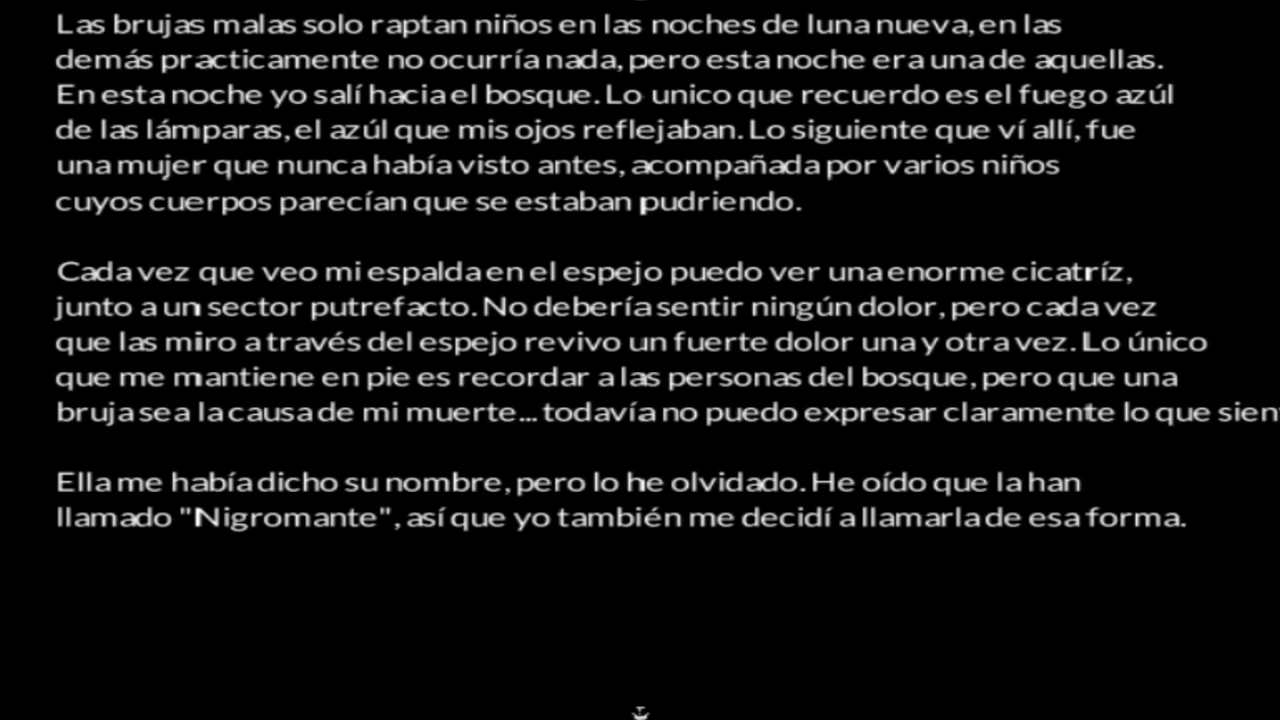 Las brujas malas solo raptan niños en las noches de luna nueva, en las
demás practicamente no ocurría nada, pero esta noche era una de aquellas.
En esta noche yo salí hacia el bosque. Lo unico que recuerdo es el fuego azúl
de las lámparas, el azúl que mis ojos reflejaban. Lo siguiente que ví allí, fue
una mujer que nunca había visto antes, acompañada por varios niños
cuyos cuerpos parecían que se estaban pudriendo.
Cada vez que veo mi espalda en el espejo puedo ver una enorme cicatríz,
junto a un sector putrefacto. No debería sentir ningún dolor, pero cada vez
que las miro a través del espejo revivo un fuerte dolor una y otra vez. Lo único
que me mantiene en pie es recordar a las personas del bosque, pero que una
bruja sea la causa de mi muerte... todavía no puedo expresar claramente lo que sien
Ella me había dicho su nombre, pero lo he olvidado. He oído que la han
llamado "Nigromante", así que yo también me decidí a llamarla de esa forma.